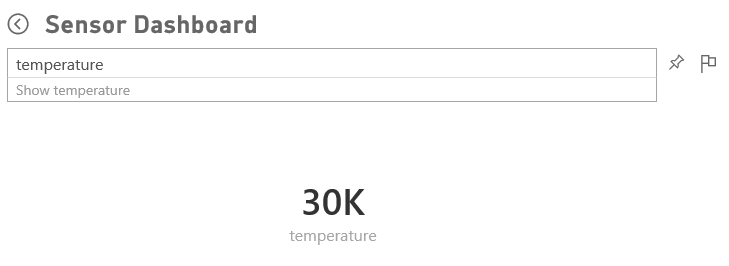 Sensor Dashboard
temperature
Show temperature
30K
temperature